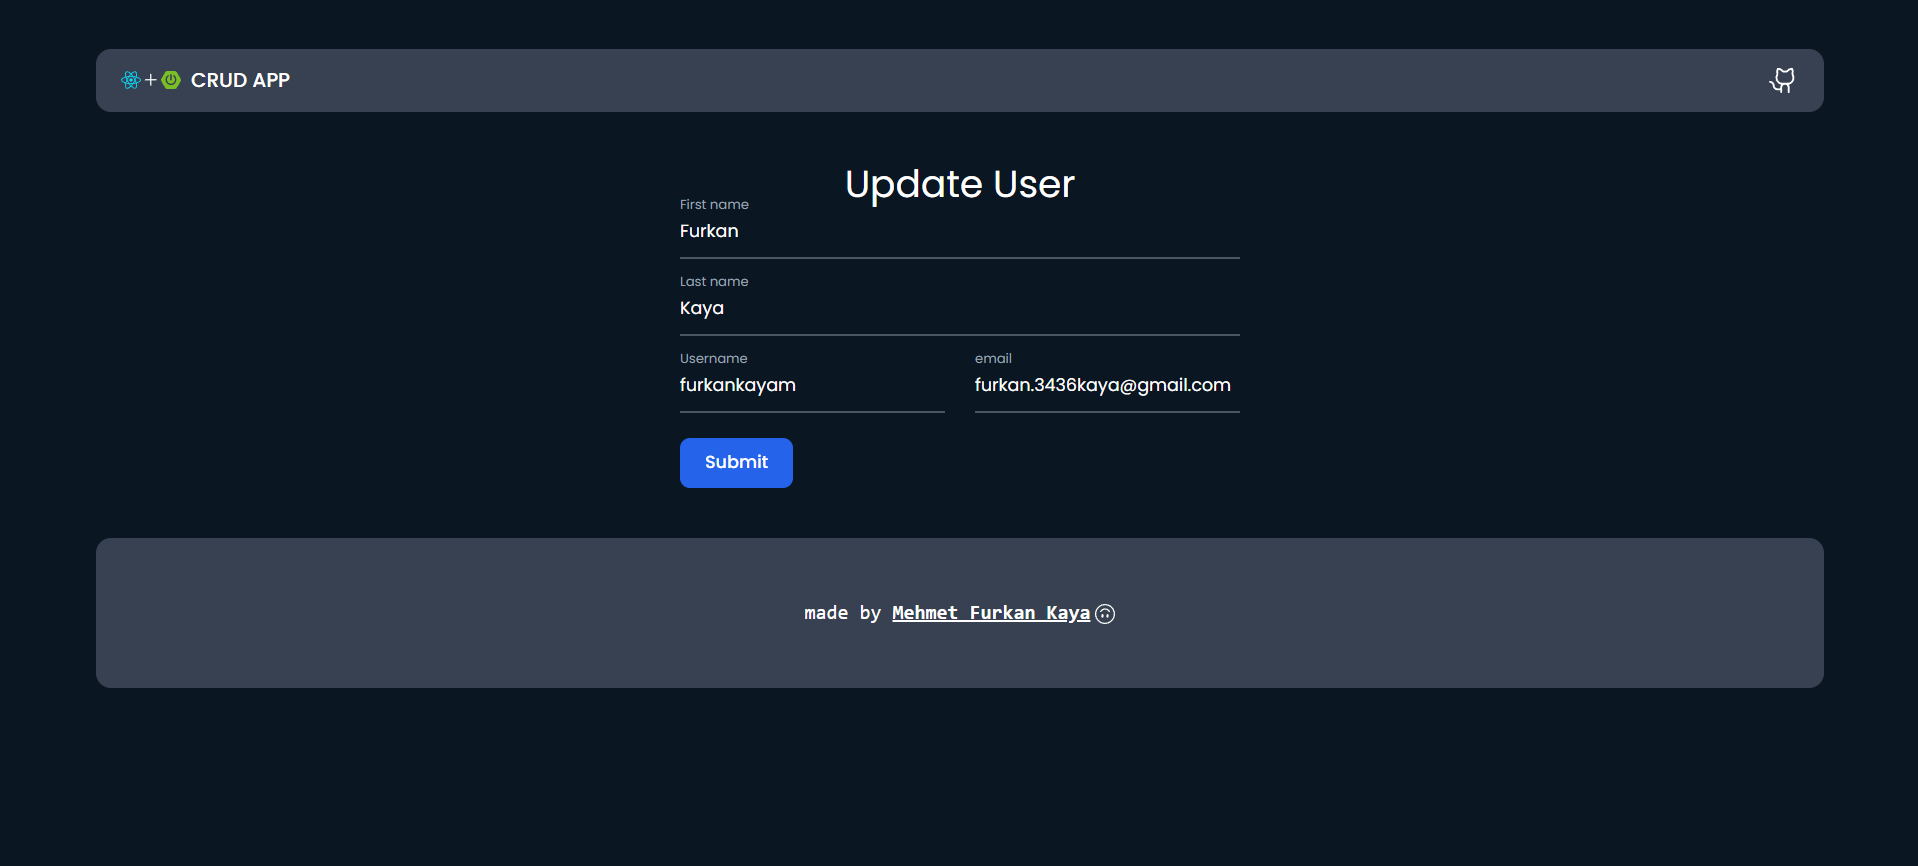 + CRUD APP
Update User
First name
Furkan
Last name
Kaya
Username
furkankayam
email
furkan.3436kaya@gmail.com
Submit
made by Mehmet Furkan Kaya